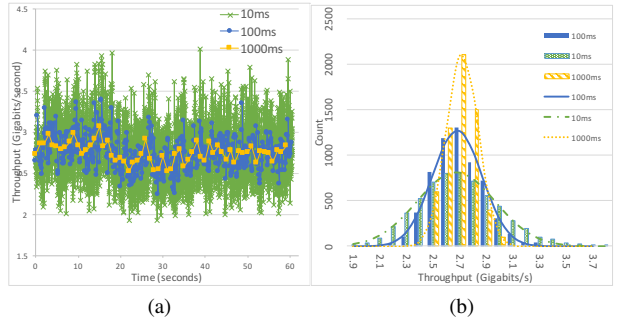 10ms
100ms
1000ms
4.5
4
3.5
3
2.5
2
1.5
0 10 20 30 40 50 60
Throughput (Gigabits/second)
Time (seconds)
(a)
2500
2000
1500
1000
500
0
Count
100ms
10ms
1000ms
100ms
10ms
1000ms
1.9 2.1 2.3 2.5 2.7 2.9 3.1 3.3 3.5 3.7
Throughput (Gigabits/s)
(b)